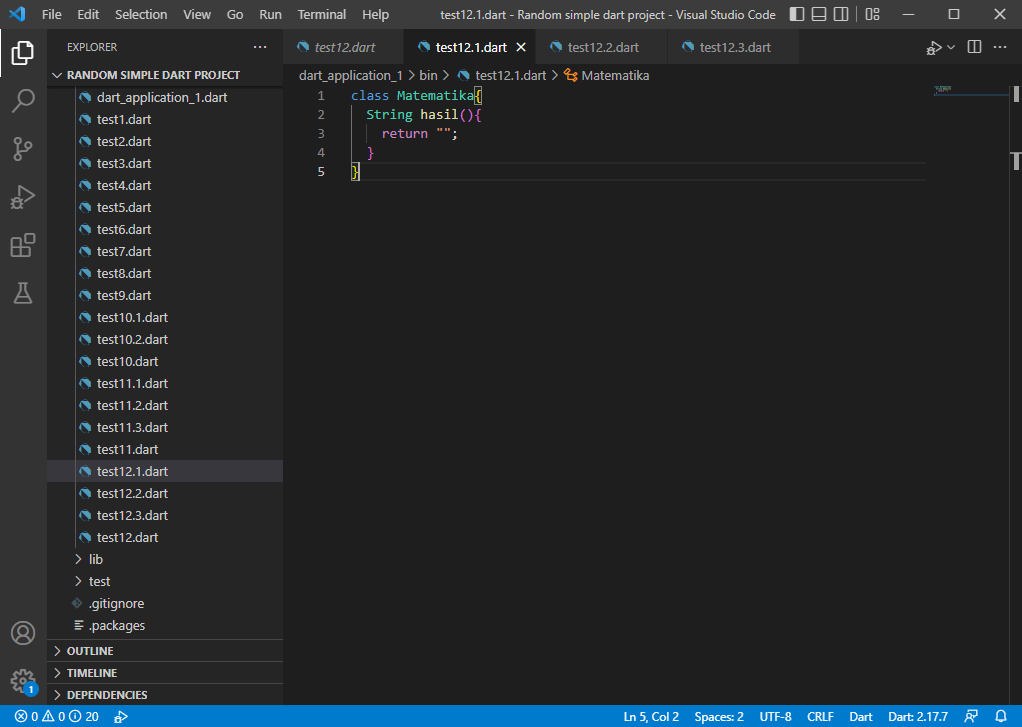 File Edit Selection View Go Run Terminal Help test12.1.dart - Random simple dart project - Visual Studio Code
EXPLORER
RANDOM SIMPLE DART PROJECT
dart_application_1.dart
test1.dart
test2.dart
test3.dart
test4.dart
test5.dart
test6.dart
test7.dart
test8.dart
test9.dart
test10.1.dart
test10.2.dart
test10.dart
test11.1.dart
test11.2.dart
test11.3.dart
test11.dart
test12.1.dart
test12.2.dart
test12.3.dart
test12.dart
lib
test
.gitignore
.packages
OUTLINE
TIMELINE
DEPENDENCIES
1
test12.dart test12.1.dart test12.2.dart test12.3.dart
dart_application_1 > bin > test12.1.dart > Matematika
1 class Matematika{
2 String hasil(){
3 return "";
4 }
5 }
0 0 20 Ln 5, Col 2 Spaces: 2 UTF-8 CRLF Dart Dart: 2.17.7